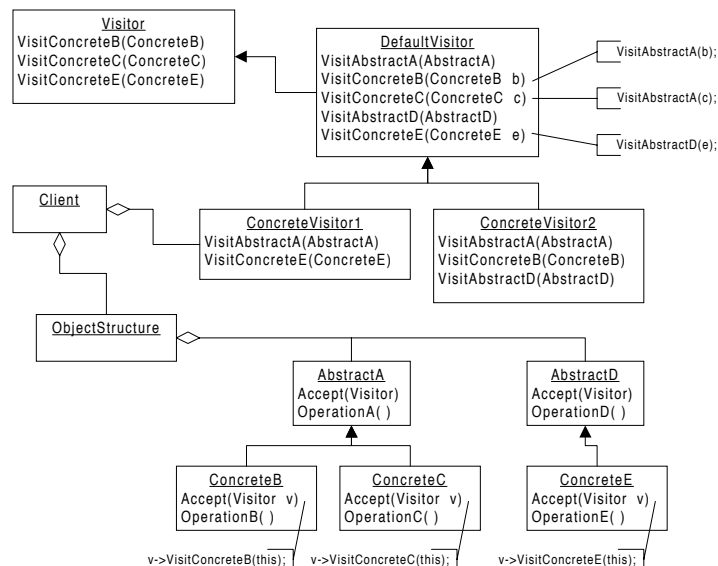 Visitor
VisitConcreteB(ConcreteB)
VisitConcreteC(ConcreteC)
VisitConcreteE(ConcreteE)
DefaultVisitor
VisitAbstractA(AbstractA)
VisitConcreteB(ConcreteB b)
VisitConcreteC(ConcreteC c)
VisitAbstractD(AbstractD)
VisitConcreteE(ConcreteE e)
VisitAbstractA(b);
VisitAbstractA(c);
VisitAbstractD(e);
Client
ConcreteVisitor1
VisitAbstractA(AbstractA)
VisitConcreteE(ConcreteE)
ConcreteVisitor2
VisitAbstractA(AbstractA)
VisitConcreteB(ConcreteB)
VisitAbstractD(AbstractD)
ObjectStructure
AbstractA
Accept(Visitor)
OperationA( )
AbstractD
Accept(Visitor)
OperationD( )
ConcreteB
Accept(Visitor v)
OperationB( )
ConcreteC
Accept(Visitor v)
OperationC( )
ConcreteE
Accept(Visitor v)
OperationE( )
v->VisitConcreteB(this);
v->VisitConcreteC(this);
v->VisitConcreteE(this);